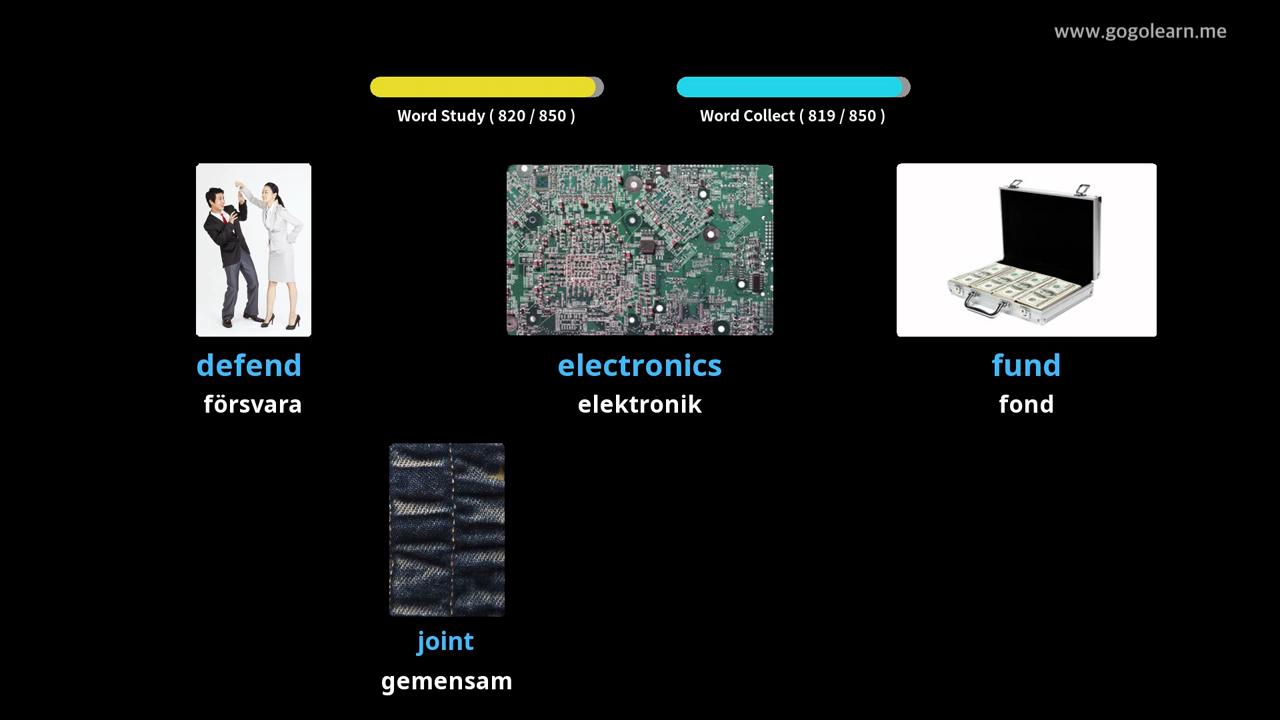 www.gogolearn.me
Word Study ( 820 / 850 )
Word Collect ( 819 / 850 )
defend
försvara
electronics
elektronik
fund
fond
joint
gemensam